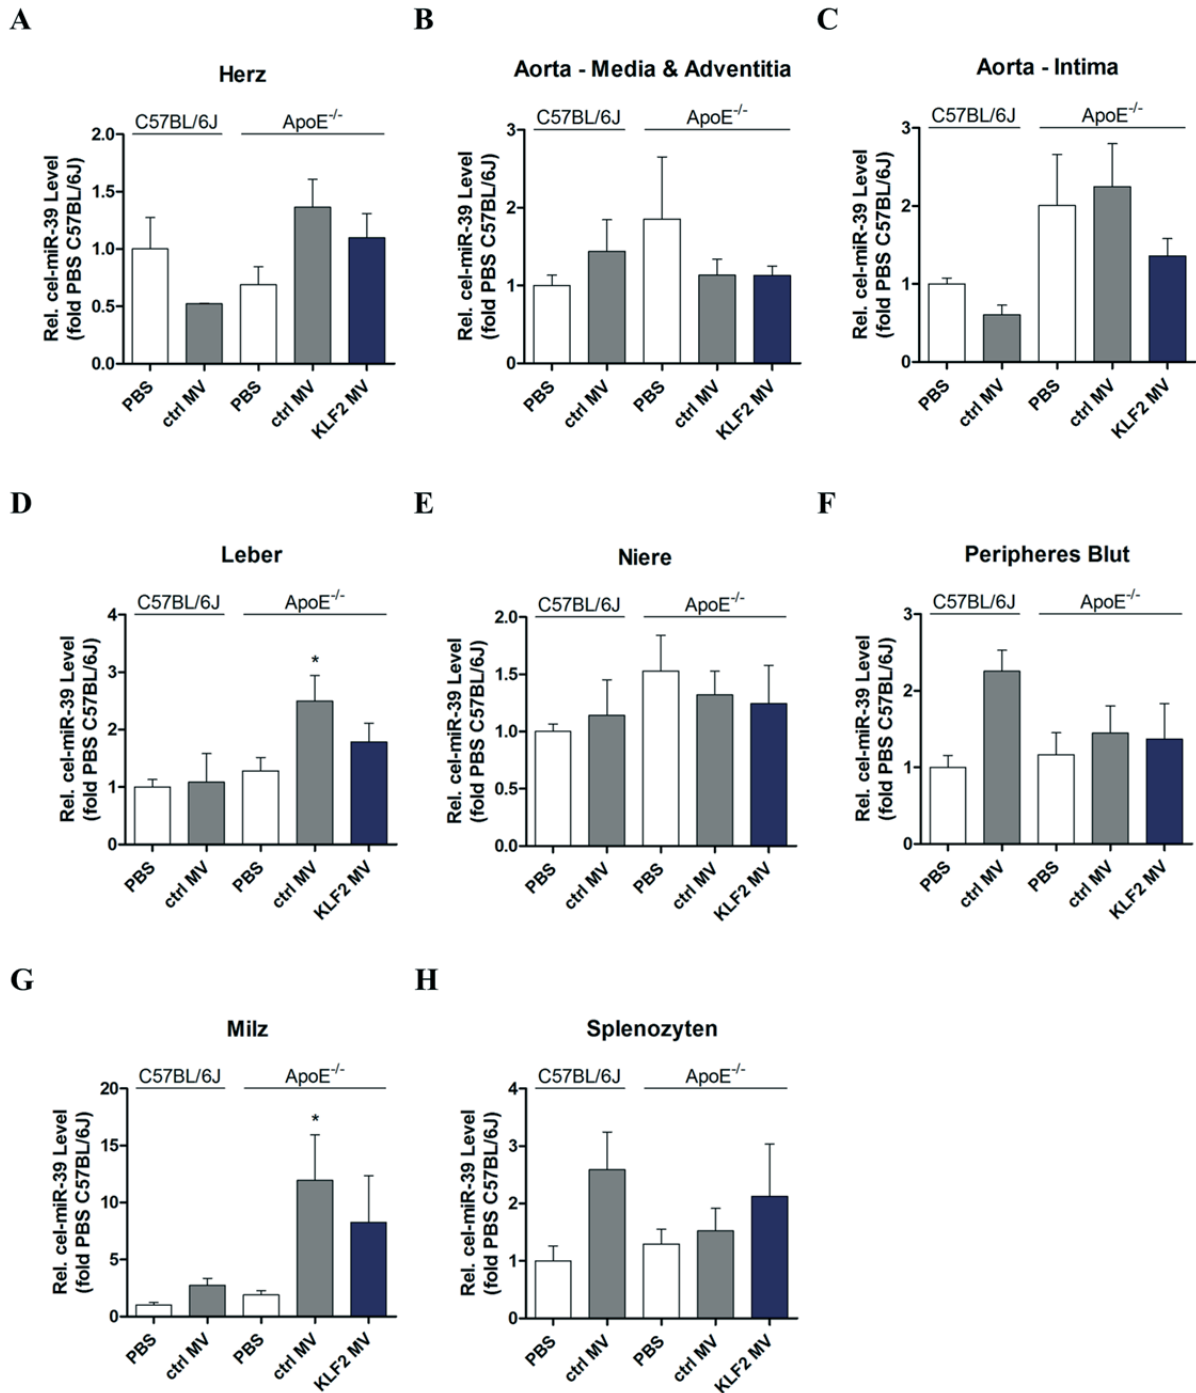 A
Herz
C57BL/6J ApoE-/-
Rel. cel-miR-39 Level
(fold PBS C57BL/6J)
2.0
1.5
1.0
0.5
0.0
PBS ctrl MV PBS ctrl MV KLF2 MV
B
Aorta - Media & Adventitia
C57BL/6J ApoE-/-
Rel. cel-miR-39 Level
(fold PBS C57BL/6J)
3
2
1
0
PBS ctrl MV PBS ctrl MV KLF2 MV
C
Aorta - Intima
C57BL/6J ApoE-/-
Rel. cel-miR-39 Level
(fold PBS C57BL/6J)
3
2
1
0
PBS ctrl MV PBS ctrl MV KLF2 MV
D
Leber
C57BL/6J ApoE-/-
Rel. cel-miR-39 Level
(fold PBS C57BL/6J)
4
3
2
1
0
*
PBS ctrl MV PBS ctrl MV KLF2 MV
E
Niere
C57BL/6J ApoE-/-
Rel. cel-miR-39 Level
(fold PBS C57BL/6J)
2.0
1.5
1.0
0.5
0.0
PBS ctrl MV PBS ctrl MV KLF2 MV
F
Peripheres Blut
C57BL/6J ApoE-/-
Rel. cel-miR-39 Level
(fold PBS C57BL/6J)
3
2
1
0
PBS ctrl MV PBS ctrl MV KLF2 MV
G
Milz
C57BL/6J ApoE-/-
Rel. cel-miR-39 Level
(fold PBS C57BL/6J)
20
15
10
5
0
*
PBS ctrl MV PBS ctrl MV KLF2 MV
H
Splenozyten
C57BL/6J ApoE-/-
Rel. cel-miR-39 Level
(fold PBS C57BL/6J)
4
3
2
1
0
PBS ctrl MV PBS ctrl MV KLF2 MV